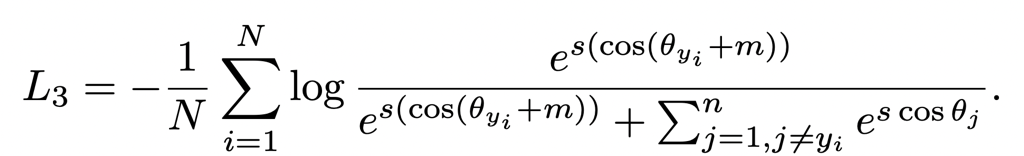 $L_3 = -\frac{1}{N} \sum_{i=1}^{N} \log \frac{e^{s(\cos(\theta_{y_i}+m))}}{e^{s(\cos(\theta_{y_i}+m))} + \sum_{j=1, j\neq y_i}^{n} e^{s \cos \theta_j}}.$